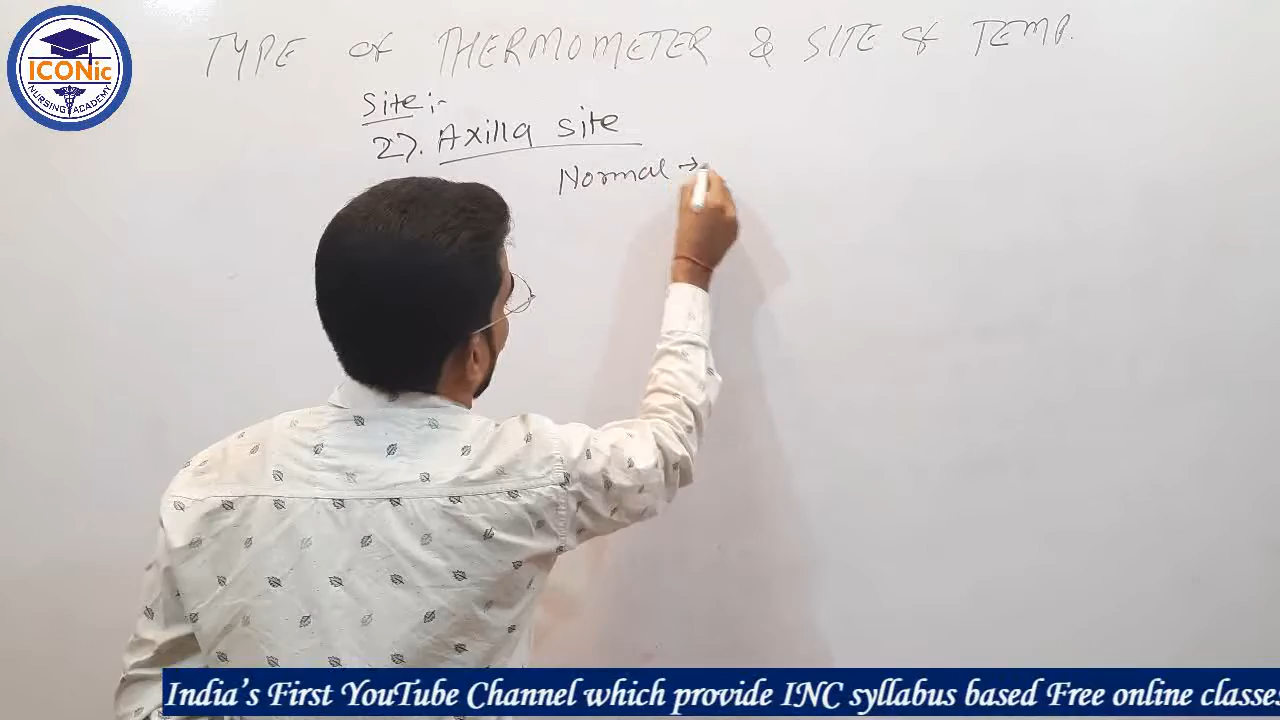 ICONic
NURSING ACADEMY
TYPE of THERMOMETER & SITE of TEMP.
Site:-
2). Axilla site
Normal →
India's First YouTube Channel which provide INC syllabus based Free online classes